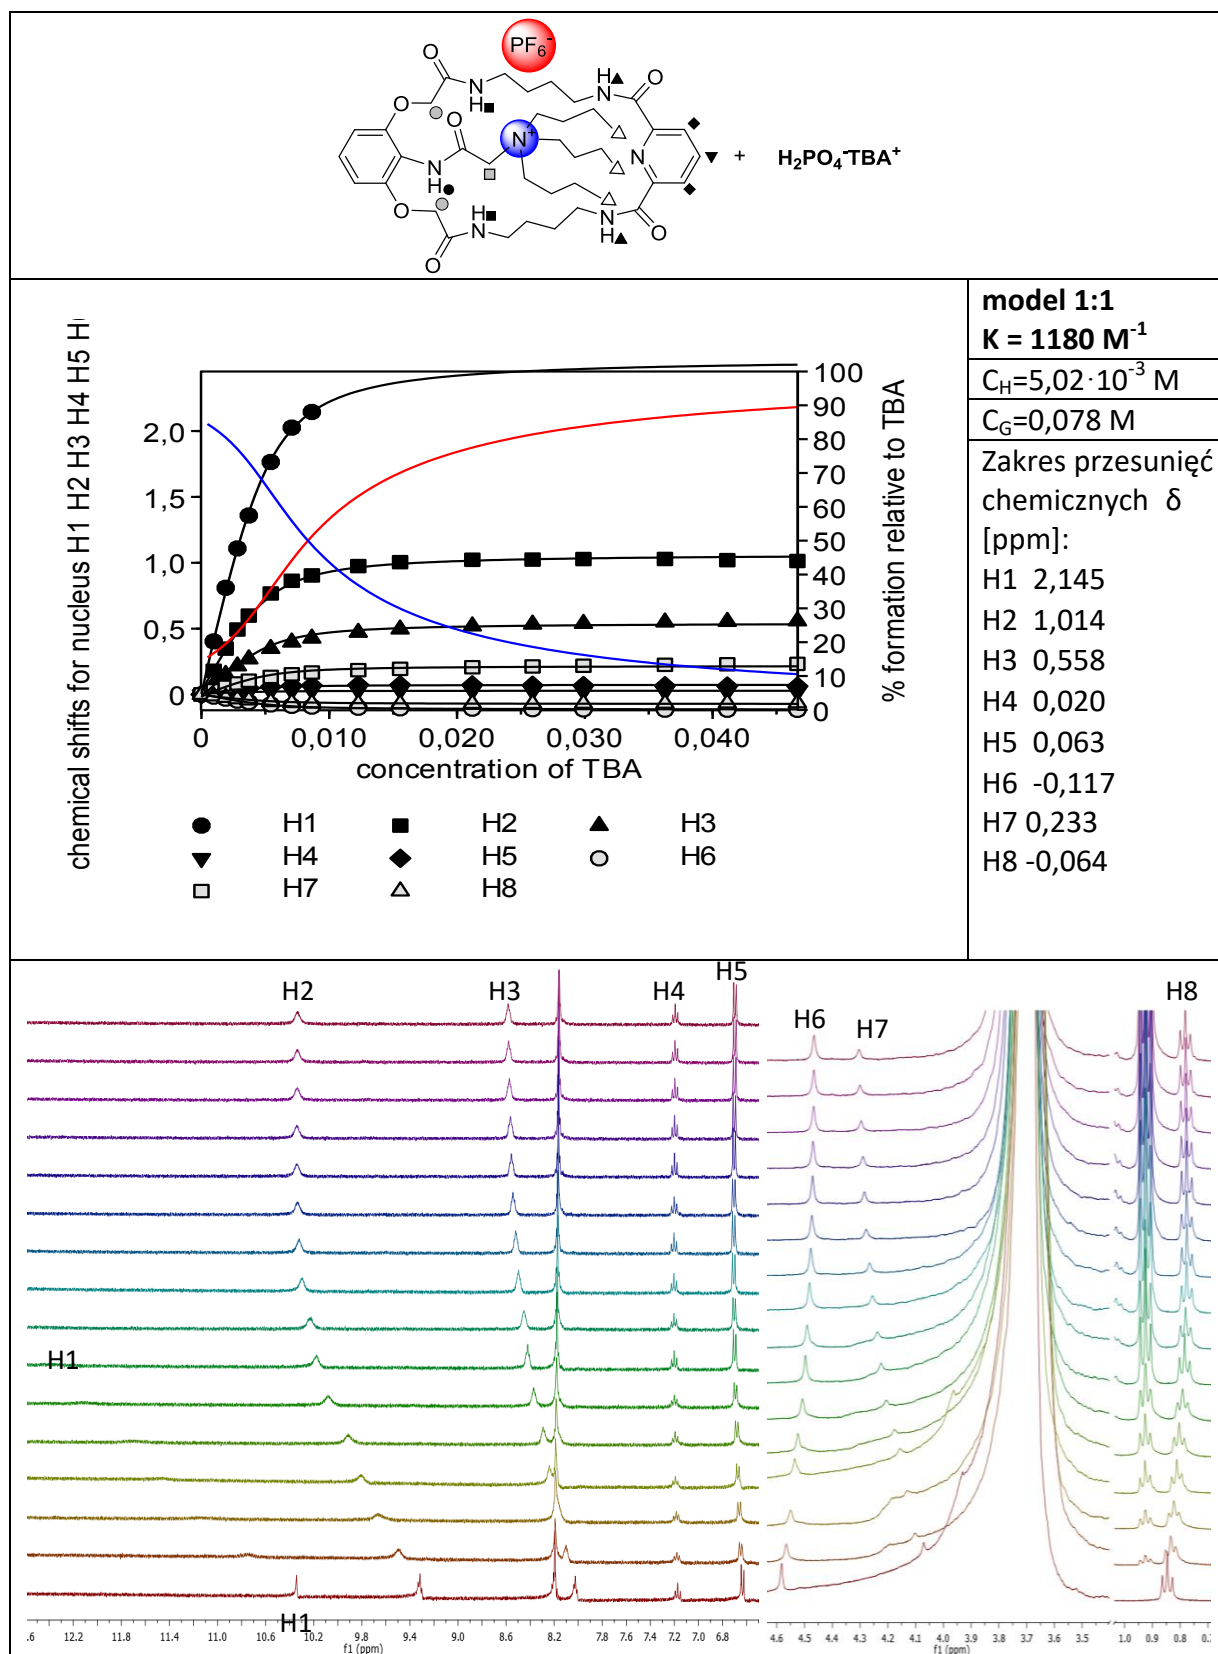 PF6-
O
N
H
H
N
O
O
O
N+
N
+
H2PO4-TBA+
N
H
O
H
N
N
H
O
O
chemical shifts for nucleus H1 H2 H3 H4 H5 H
2,0
1,5
1,0
0,5
0
0
0,010
0,020
0,030
0,040
concentration of TBA
100
90
80
70
60
50
40
30
20
10
0
% formation relative to TBA
H1
H2
H3
H4
H5
H6
H7
H8
model 1:1
K = 1180 M-1
CH=5,02·10-3 M
CG=0,078 M
Zakres przesunięć
chemicznych δ
[ppm]:
H1 2,145
H2 1,014
H3 0,558
H4 0,020
H5 0,063
H6 -0,117
H7 0,233
H8 -0,064
H2
H3
H4
H5
H6
H7
H8
H1
H1
.6 12.2 11.8 11.4 11.0 10.6 10.2 9.8 9.4 9.0 8.6 8.2 7.8 7.4 7.0 6.6
f1 (ppm)
4.6 4.5 4.4 4.3 4.2 4.1 4.0 3.9 3.8 3.7 3.6 3.5 1.0 0.9 0.8 0.7
f1 (ppm)